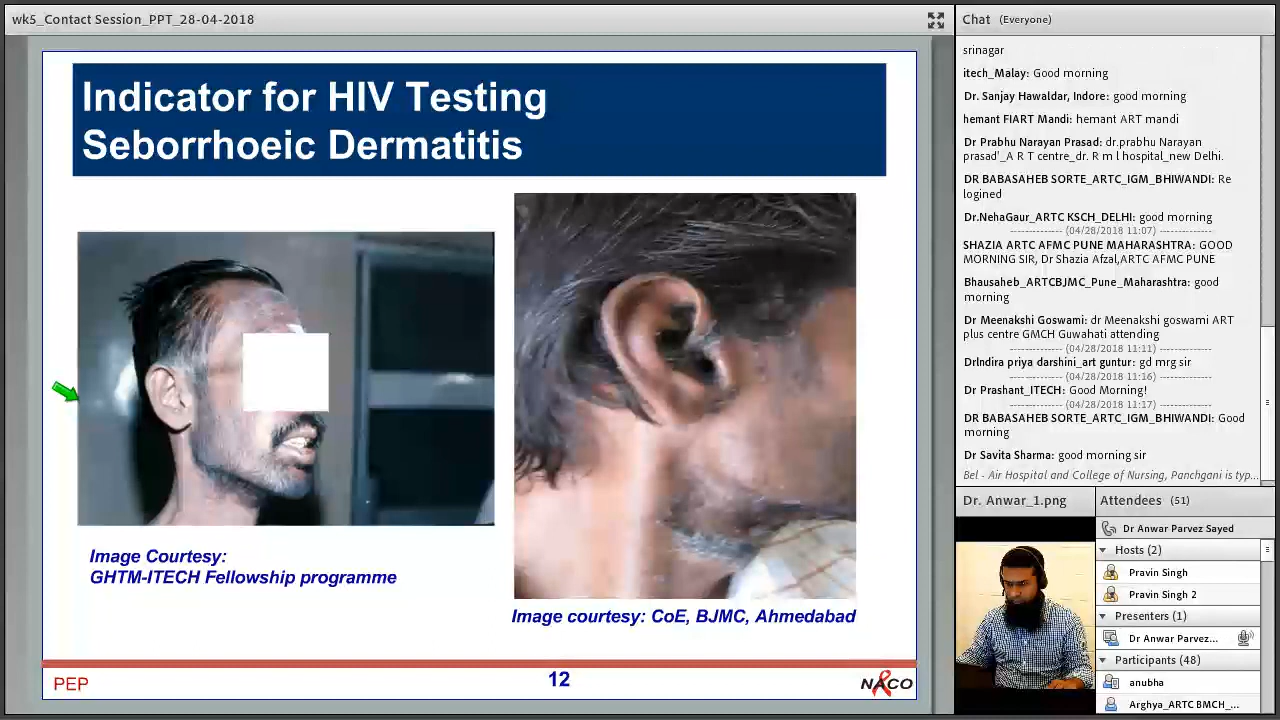 wk5_Contact Session_PPT_28-04-2018
Indicator for HIV Testing
Seborrhoeic Dermatitis
Image Courtesy:
GHTM-ITECH Fellowship programme
Image courtesy: CoE, BJMC, Ahmedabad
PEP
12
NACO
Chat (Everyone)
srinagar
itech_Malay: Good morning
Dr. Sanjay Hawaldar, Indore: good morning
hemant FIART Mandi: hemant ART mandi
Dr Prabhu Narayan Prasad: dr.prabhu Narayan
prasad'_A R T centre_dr. R m l hospital_new Delhi.
DR BABASAHEB SORTE_ARTC_IGM_BHIWANDI: Re
logined
Dr.NehaGaur_ARTC KSCH_DELHI: good morning
------------- (04/28/2018 11:07) -------------
SHAZIA ARTC AFMC PUNE MAHARASHTRA: GOOD
MORNING SIR, Dr Shazia Afzal,ARTC AFMC PUNE
Bhausaheb_ARTCBJMC_Pune_Maharashtra: good
morning
Dr Meenakshi Goswami: dr Meenakshi goswami ART
plus centre GMCH Guwahati attending
------------- (04/28/2018 11:11) -------------
DrIndira priya darshini_art guntur: gd mrg sir
------------- (04/28/2018 11:16) -------------
Dr Prashant_ITECH: Good Morning!
------------- (04/28/2018 11:17) -------------
DR BABASAHEB SORTE_ARTC_IGM_BHIWANDI: Good
morning
Dr Savita Sharma: good morning sir
Bel - Air Hospital and College of Nursing, Panchgani is typ...
Dr. Anwar_1.png
Attendees (51)
Dr Anwar Parvez Sayed
Hosts (2)
Pravin Singh
Pravin Singh 2
Presenters (1)
Dr Anwar Parvez...
Participants (48)
anubha
Arghya_ARTC BMCH_...